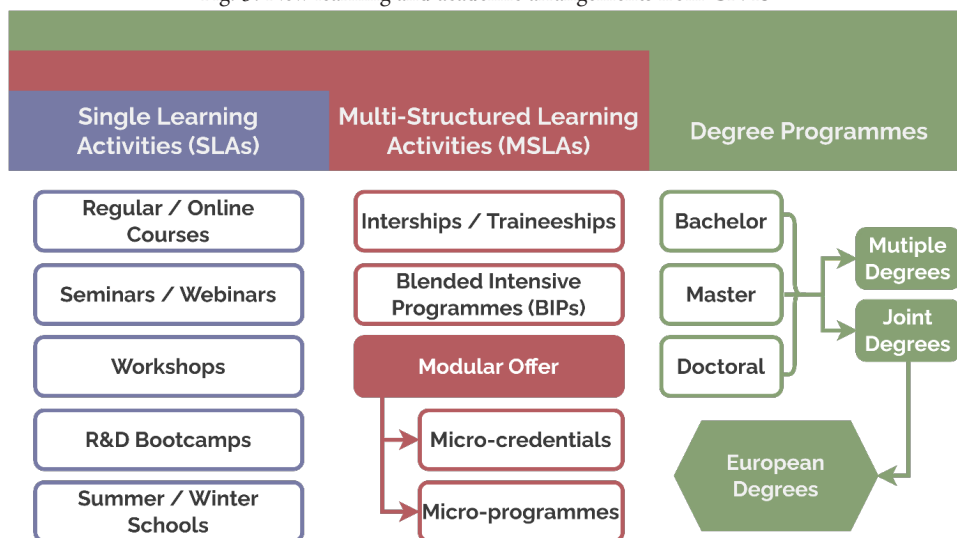 Single Learning
Activities (SLAs)
Multi-Structured Learning
Activities (MSLAs)
Degree Programmes
Regular / Online
Courses
Seminars / Webinars
Workshops
R&D Bootcamps
Summer / Winter
Schools
Interships / Traineeships
Blended Intensive
Programmes (BIPs)
Modular Offer
Micro-credentials
Micro-programmes
Bachelor
Master
Doctoral
Mutiple
Degrees
Joint
Degrees
European
Degrees